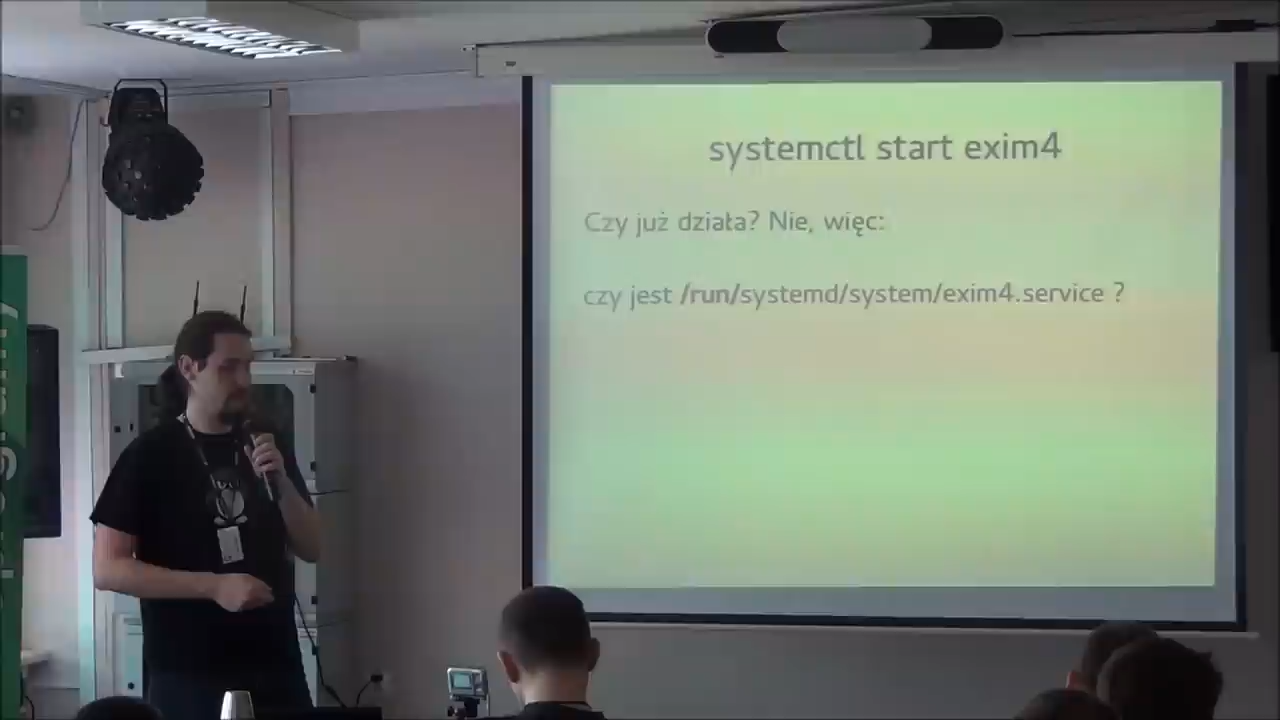 systemctl start exim4
Czy już działa? Nie, więc:
czy jest /run/systemd/system/exim4.service ?